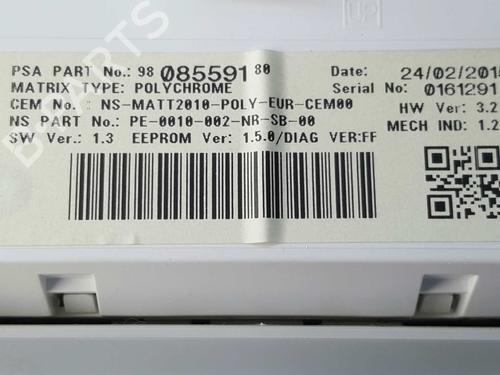 UP
PSA PART No.: 98 085591 80
Date: 24/02/201
MATRIX TYPE: POLYCHROME
Serial No: 0161291
CEM No. : NS-MATT2010-POLY-EUR-CEM00
HW Ver: 3.2
NS PART No.: PE-0010-002-NR-SB-00
MECH IND: 1.2
SW Ver.: 1.3 EEPROM Ver: 1.5.0/DIAG VER:FF